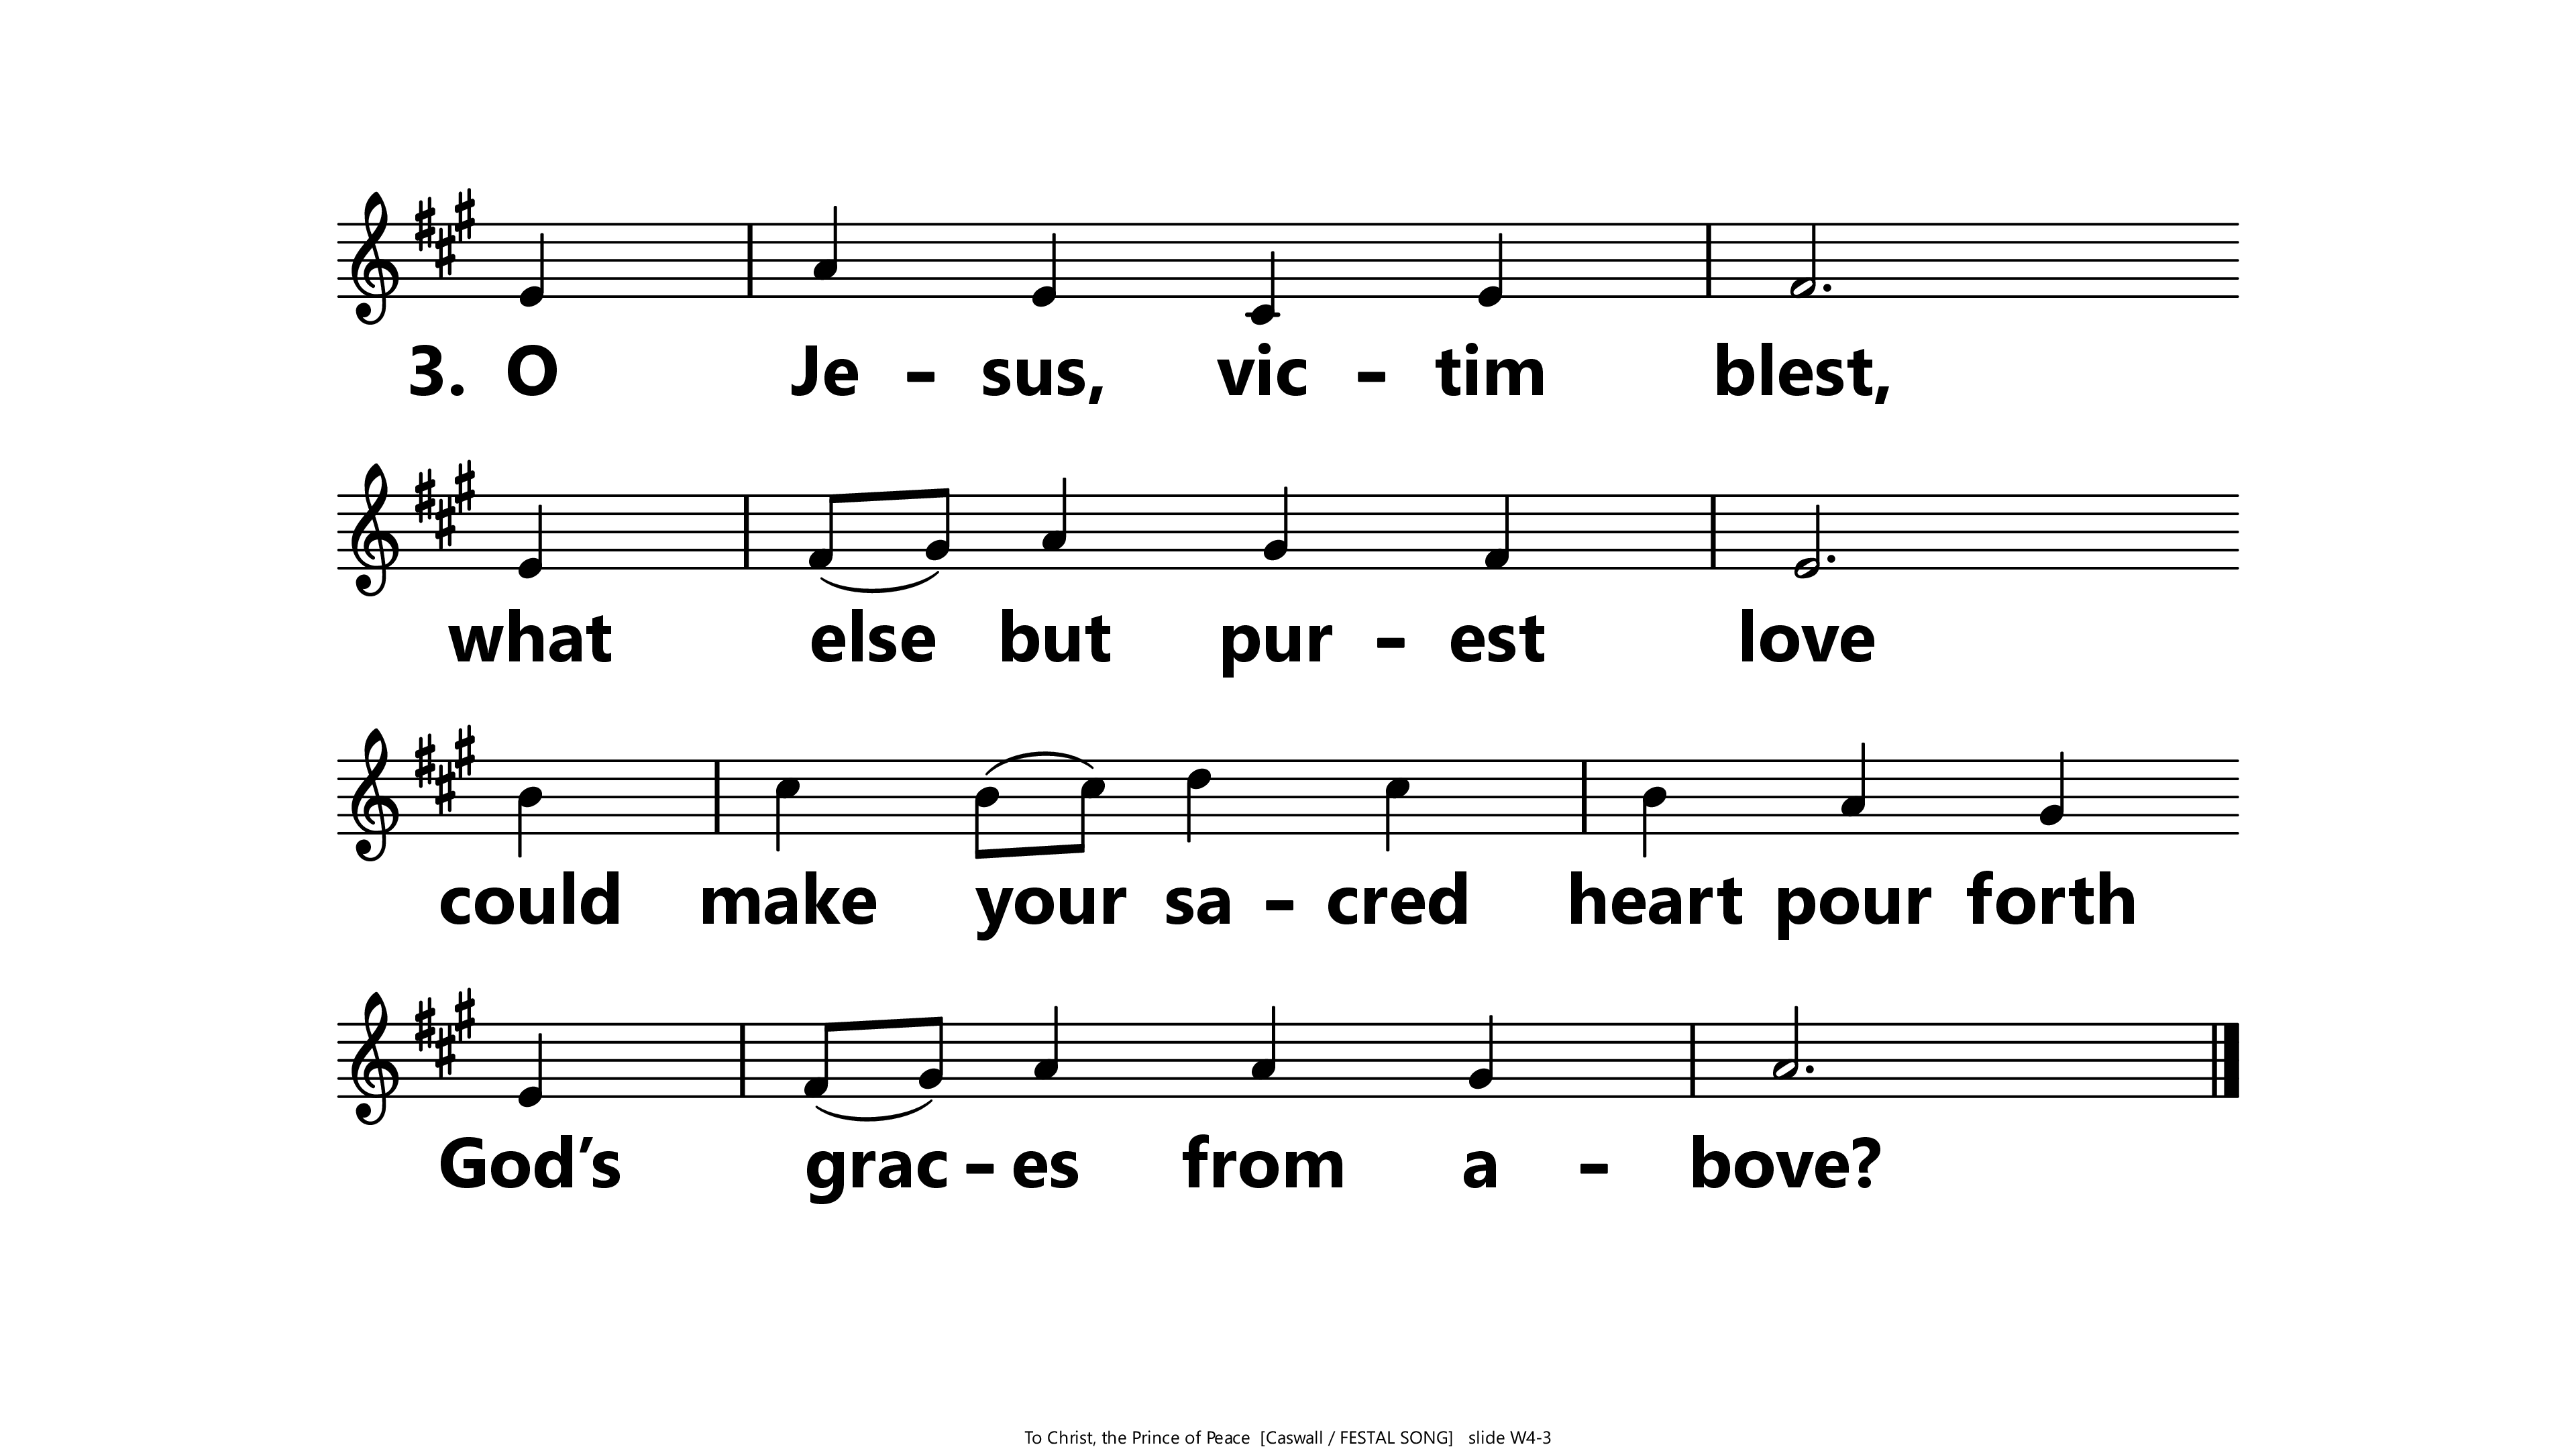 3. O Je – sus, vic – tim blest,
what else but pur – est love
could make your sa – cred heart pour forth
God’s grac – es from a – bove?
To Christ, the Prince of Peace [Caswall / FESTAL SONG] slide W4-3